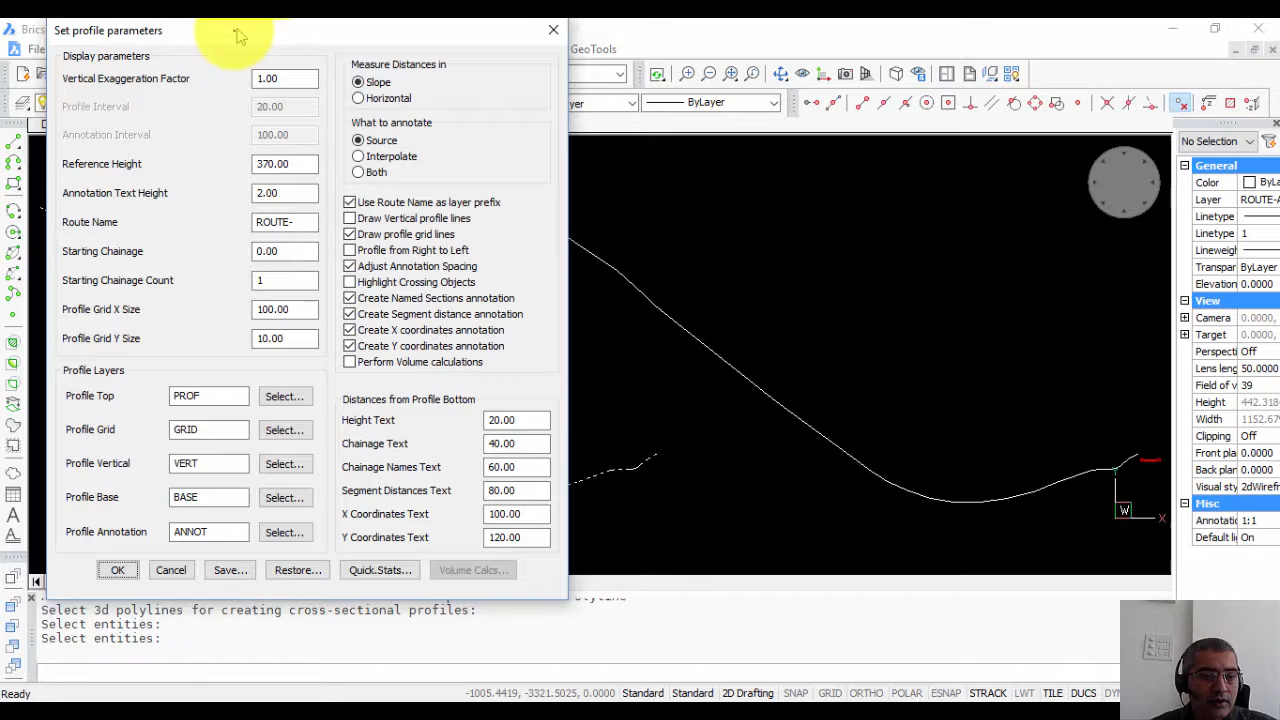 Set profile parameters
Brics
File
GeoTools
Display parameters
Vertical Exaggeration Factor 1.00
Profile Interval 20.00
Annotation Interval 100.00
Reference Height 370.00
Annotation Text Height 2.00
Route Name ROUTE-
Starting Chainage 0.00
Starting Chainage Count 1
Profile Grid X Size 100.00
Profile Grid Y Size 10.00
Profile Layers
Profile Top PROF Select...
Profile Grid GRID Select...
Profile Vertical VERT Select...
Profile Base BASE Select...
Profile Annotation ANNOT Select...
Measure Distances in
Slope
Horizontal
What to annotate
Source
Interpolate
Both
Use Route Name as layer prefix
Draw Vertical profile lines
Draw profile grid lines
Profile from Right to Left
Adjust Annotation Spacing
Highlight Crossing Objects
Create Named Sections annotation
Create Segment distance annotation
Create X coordinates annotation
Create Y coordinates annotation
Perform Volume calculations
Distances from Profile Bottom
Height Text 20.00
Chainage Text 40.00
Chainage Names Text 60.00
Segment Distances Text 80.00
X Coordinates Text 100.00
Y Coordinates Text 120.00
OK Cancel Save... Restore... Quick.Stats... Volume Calcs...
ayer
ByLayer
W X
No Selection
General
Color ByLa
Layer ROUTE-A
Linetype
Linetype 1
Lineweigh
Transpar ByLayer
Elevation 0.0000
View
Camera 0.0000,
Target 0.0000,
Perspecti Off
Lens leng 50.0000
Field of v 39
Height 442.3184
Width 1152.679
Clipping Off
Front plan 0.0000
Back plan 0.0000
Visual sty 2dWirefr
Misc
Annotatio 1:1
Default li On
Select 3d polylines for creating cross-sectional profiles:
Select entities:
Select entities:
Ready
-1005.4419, -3321.5025, 0.0000 Standard Standard 2D Drafting SNAP GRID ORTHO POLAR ESNAP STRACK LWT TILE DUCS